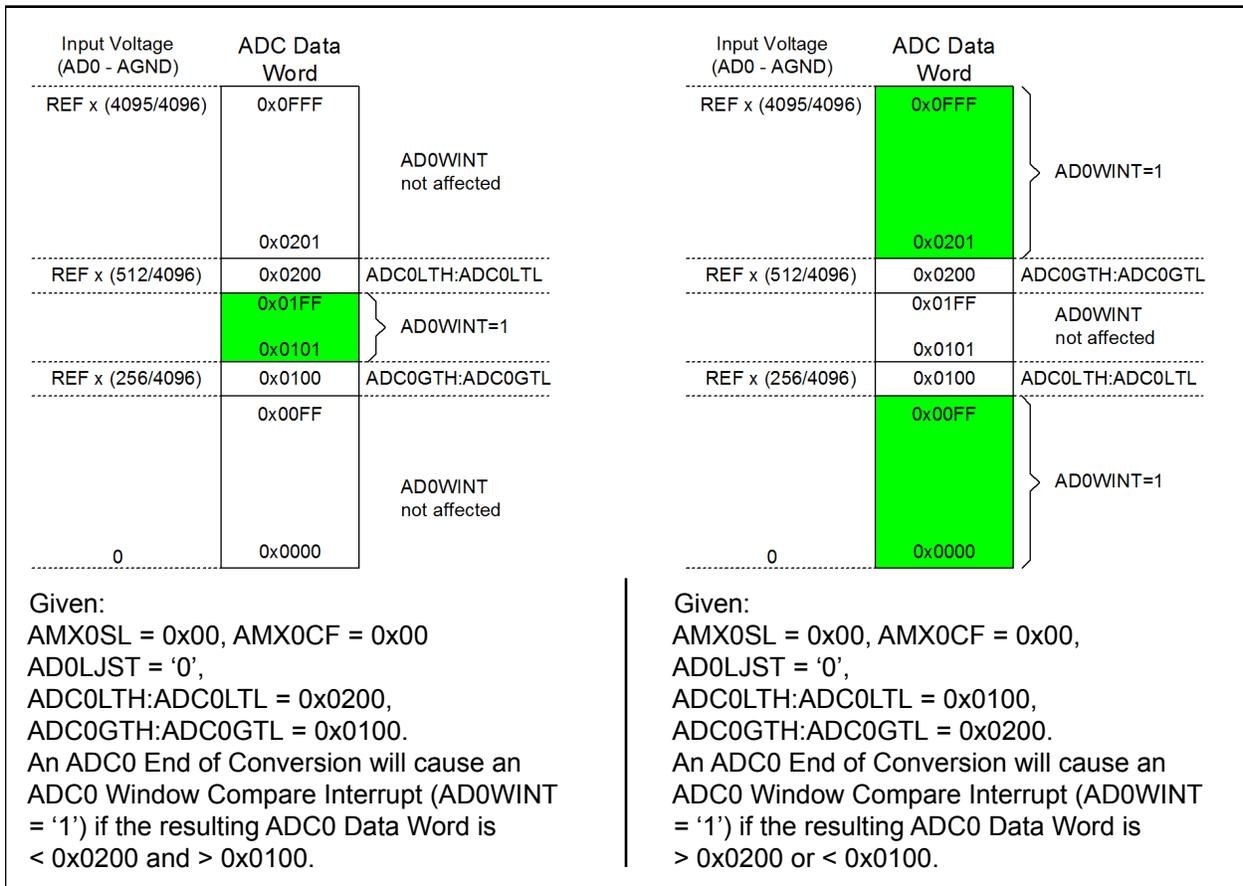 Input Voltage
(AD0 - AGND)
ADC Data
Word
REF x (4095/4096)
0x0FFF
AD0WINT
not affected
0x0201
REF x (512/4096)
0x0200
ADC0LTH:ADC0LTL
0x01FF
AD0WINT=1
0x0101
REF x (256/4096)
0x0100
ADC0GTH:ADC0GTL
0x00FF
AD0WINT
not affected
0
0x0000
Given:
AMX0SL = 0x00, AMX0CF = 0x00
AD0LJST = ‘0’,
ADC0LTH:ADC0LTL = 0x0200,
ADC0GTH:ADC0GTL = 0x0100.
An ADC0 End of Conversion will cause an
ADC0 Window Compare Interrupt (AD0WINT
= ‘1’) if the resulting ADC0 Data Word is
< 0x0200 and > 0x0100.
Input Voltage
(AD0 - AGND)
ADC Data
Word
REF x (4095/4096)
0x0FFF
AD0WINT=1
0x0201
REF x (512/4096)
0x0200
ADC0GTH:ADC0GTL
0x01FF
AD0WINT
not affected
0x0101
REF x (256/4096)
0x0100
ADC0LTH:ADC0LTL
0x00FF
AD0WINT=1
0
0x0000
Given:
AMX0SL = 0x00, AMX0CF = 0x00,
AD0LJST = ‘0’,
ADC0LTH:ADC0LTL = 0x0100,
ADC0GTH:ADC0GTL = 0x0200.
An ADC0 End of Conversion will cause an
ADC0 Window Compare Interrupt (AD0WINT
= ‘1’) if the resulting ADC0 Data Word is
> 0x0200 or < 0x0100.